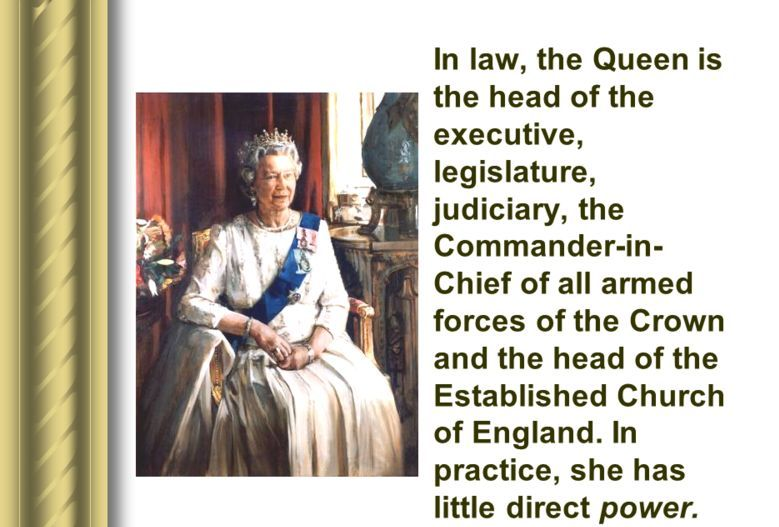 In law, the Queen is
the head of the
executive,
legislature,
judiciary, the
Commander-in-
Chief of all armed
forces of the Crown
and the head of the
Established Church
of England. In
practice, she has
little direct power.